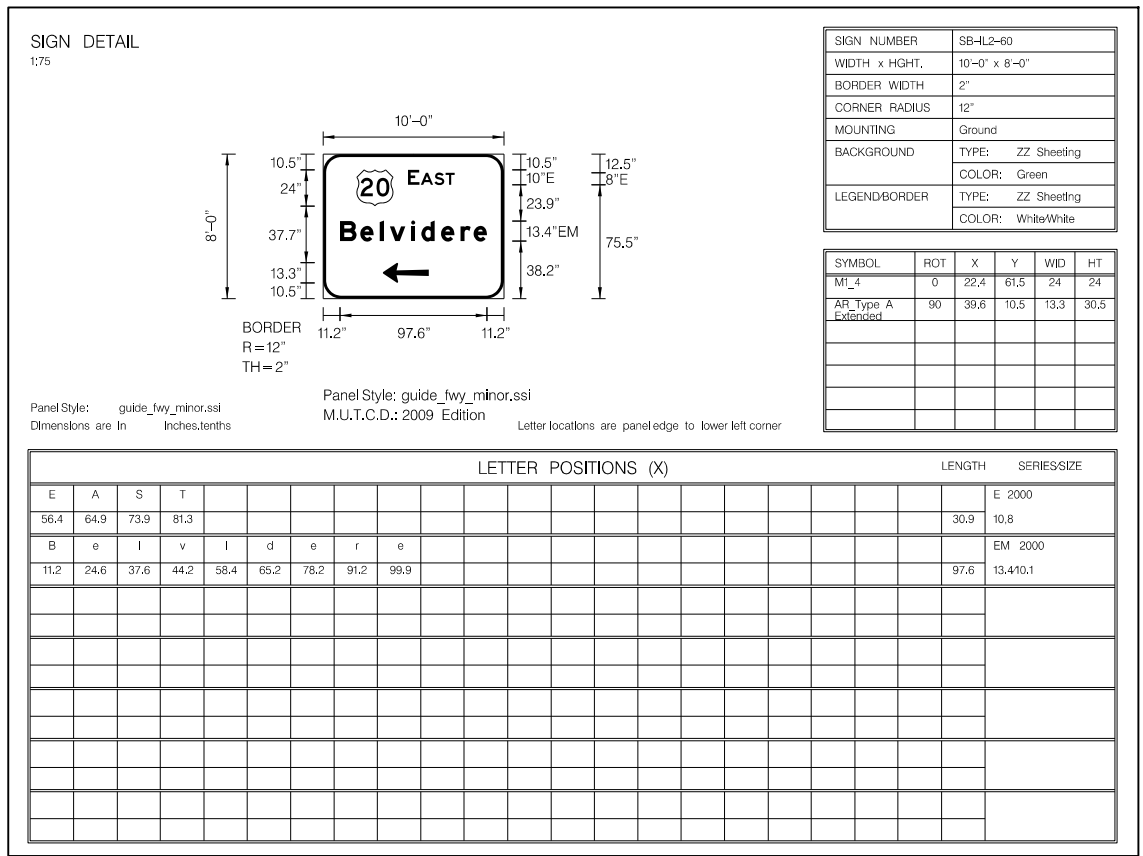 SIGN DETAIL
1:75
SIGN NUMBER SB-IL2-60
WIDTH x HGHT. 10'-0" x 8'-0"
BORDER WIDTH 2"
CORNER RADIUS 12"
MOUNTING Ground
BACKGROUND TYPE: ZZ Sheeting
COLOR: Green
LEGEND/BORDER TYPE: ZZ Sheeting
COLOR: White/White
10'-0"
8'-0"
10.5"
24"
37.7"
13.3"
10.5"
20 EAST
Belvidere
10.5"
10"E
23.9"
13.4"EM
38.2"
12.5"
8"E
75.5"
11.2" 97.6" 11.2"
BORDER
R=12"
TH=2"
Panel Style: guide_fwy_minor.ssi
M.U.T.C.D.: 2009 Edition
Panel Style: guide_fwy_minor.ssi
Dimensions are in inches.tenths
Letter locations are panel edge to lower left corner
SYMBOL ROT X Y WID HT
M1_4 0 22.4 61.5 24 24
AR_Type A Extended 90 39.6 10.5 13.3 30.5
LETTER POSITIONS (X) LENGTH SERIES/SIZE
E A S T E 2000
56.4 64.9 73.9 81.3 30.9 10,8
B e l v i d e r e EM 2000
11.2 24.6 37.6 44.2 58.4 65.2 78.2 91.2 99.9 97.6 13.4/10.1